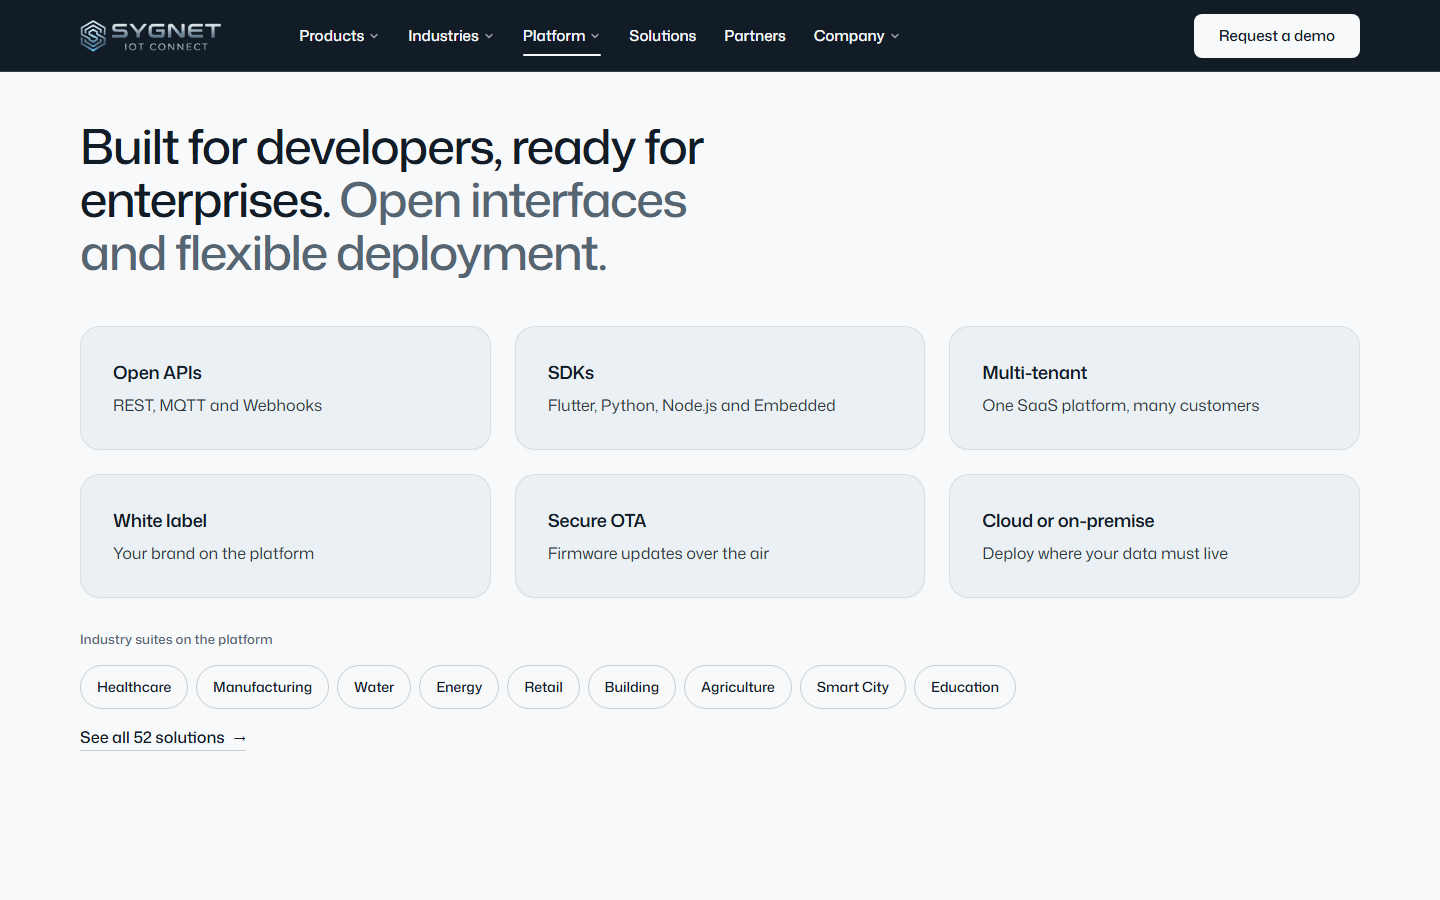 SYGNET
IOT CONNECT
Products
Industries
Platform
Solutions
Partners
Company
Request a demo
Built for developers, ready for
enterprises. Open interfaces
and flexible deployment.
Open APIs
REST, MQTT and Webhooks
SDKs
Flutter, Python, Node.js and Embedded
Multi-tenant
One SaaS platform, many customers
White label
Your brand on the platform
Secure OTA
Firmware updates over the air
Cloud or on-premise
Deploy where your data must live
Industry suites on the platform
Healthcare
Manufacturing
Water
Energy
Retail
Building
Agriculture
Smart City
Education
See all 52 solutions →